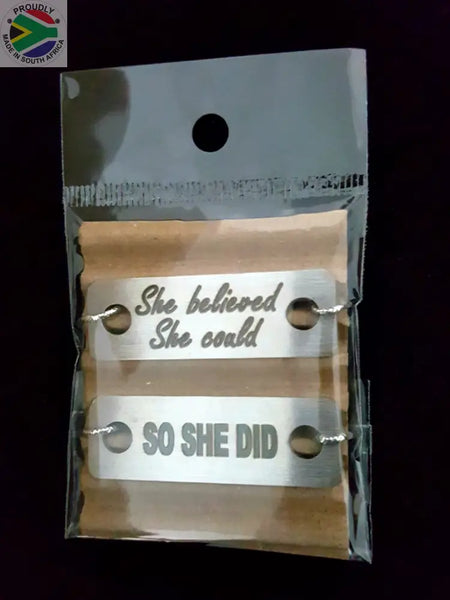 PROUDLY
MADE IN SOUTH AFRICA
She believed
She could
SO SHE DID